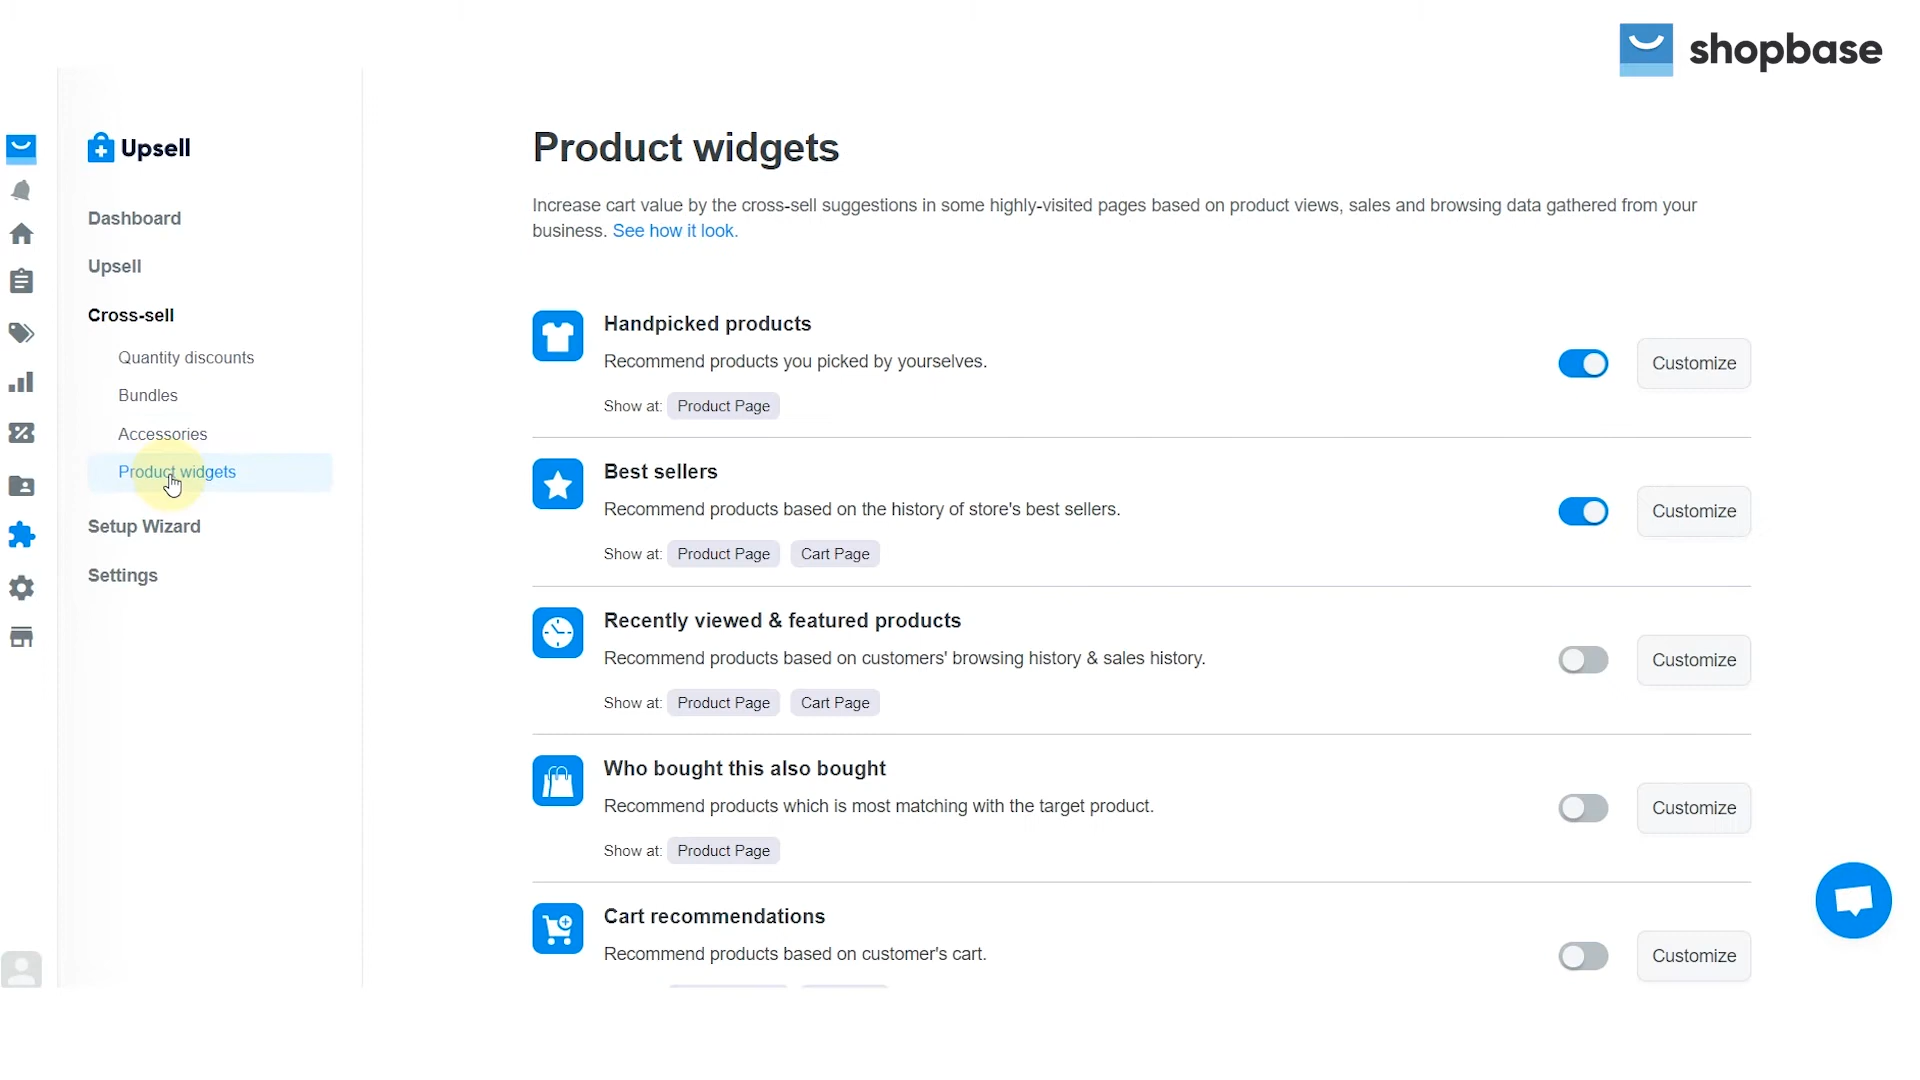 shopbase
Upsell
Dashboard
Upsell
Cross-sell
Quantity discounts
Bundles
Accessories
Product widgets
Setup Wizard
Settings
Product widgets
Increase cart value by the cross-sell suggestions in some highly-visited pages based on product views, sales and browsing data gathered from your
business. See how it look.
Handpicked products
Recommend products you picked by yourselves.
Show at: Product Page
Customize
Best sellers
Recommend products based on the history of store's best sellers.
Show at: Product Page Cart Page
Customize
Recently viewed & featured products
Recommend products based on customers' browsing history & sales history.
Show at: Product Page Cart Page
Customize
Who bought this also bought
Recommend products which is most matching with the target product.
Show at: Product Page
Customize
Cart recommendations
Recommend products based on customer's cart.
Customize